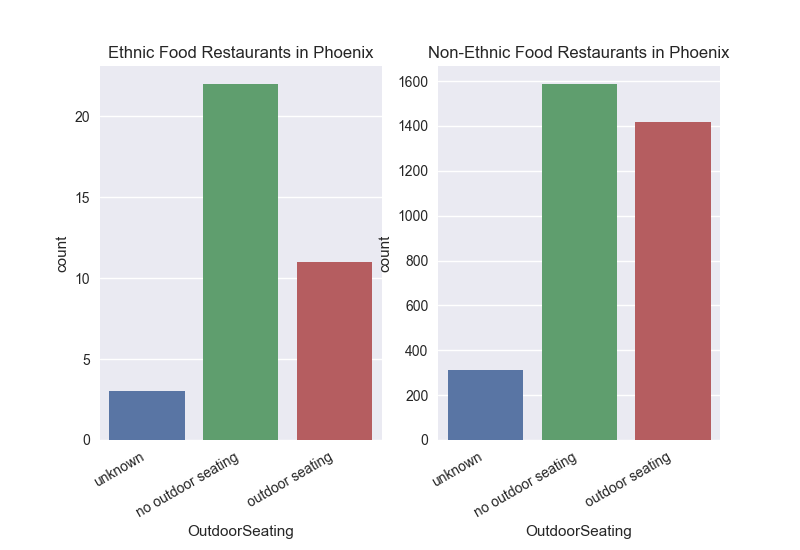 Ethnic Food Restaurants in Phoenix
count
20
15
10
5
0
unknown
no outdoor seating
outdoor seating
OutdoorSeating
Non-Ethnic Food Restaurants in Phoenix
count
1600
1400
1200
1000
800
600
400
200
0
unknown
no outdoor seating
outdoor seating
OutdoorSeating